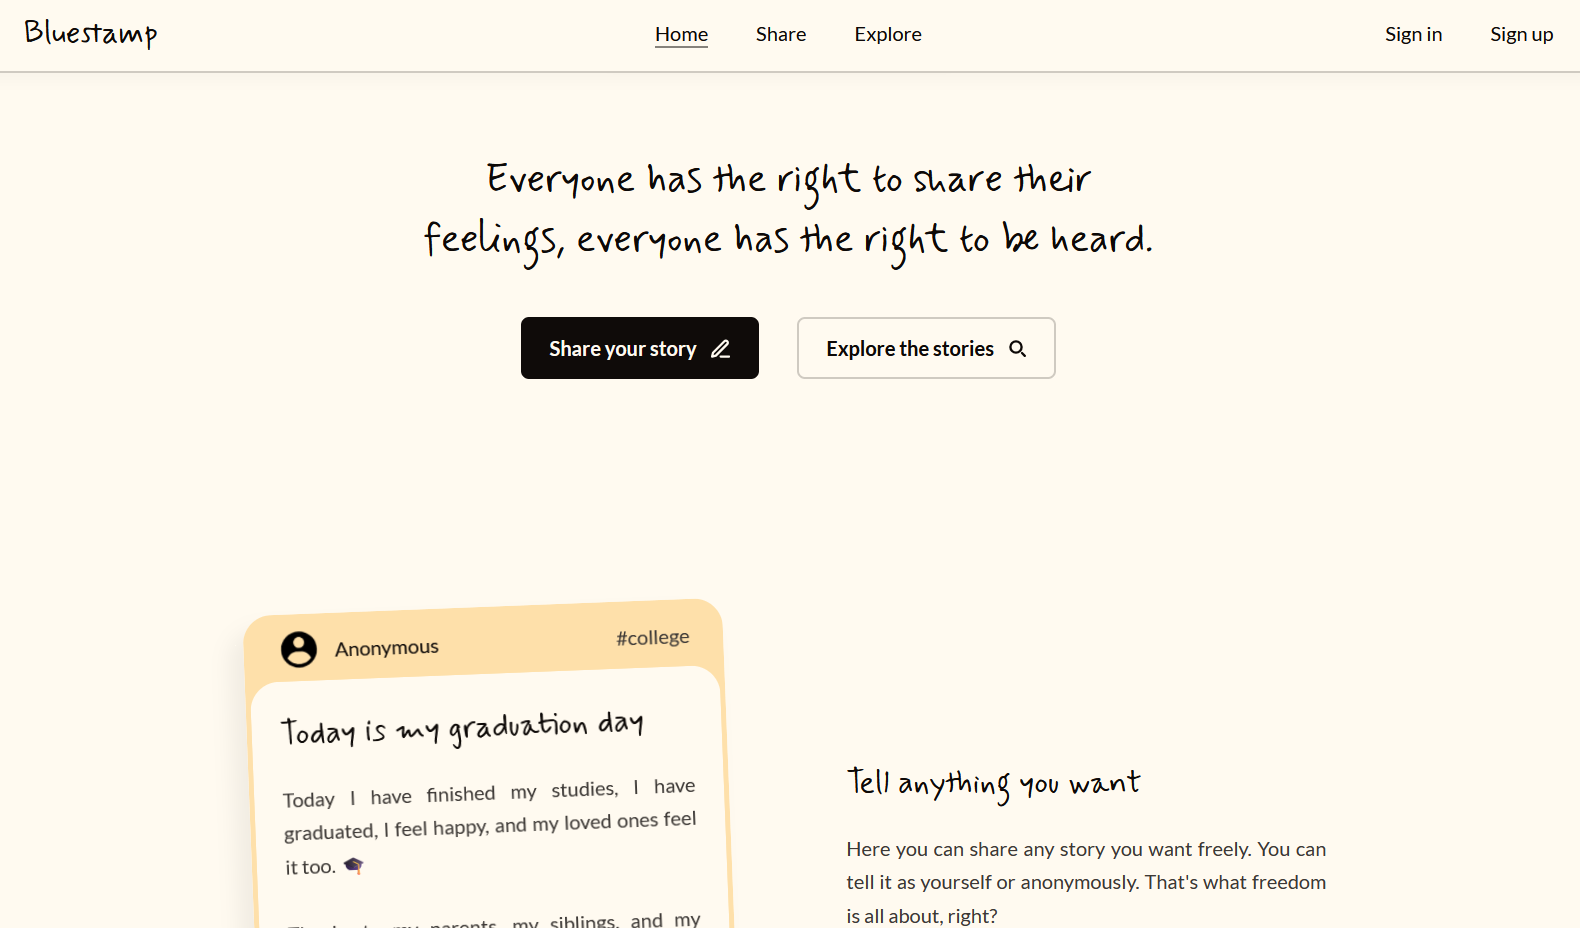 Bluestamp
Home
Share
Explore
Sign in
Sign up
Everyone has the right to share their
feelings, everyone has the right to be heard.
Share your story
Explore the stories
Anonymous
#college
Today is my graduation day
Today I have finished my studies, I have
graduated, I feel happy, and my loved ones feel
it too. 🎓
my parents, my siblings, and my
Tell anything you want
Here you can share any story you want freely. You can
tell it as yourself or anonymously. That's what freedom
is all about, right?